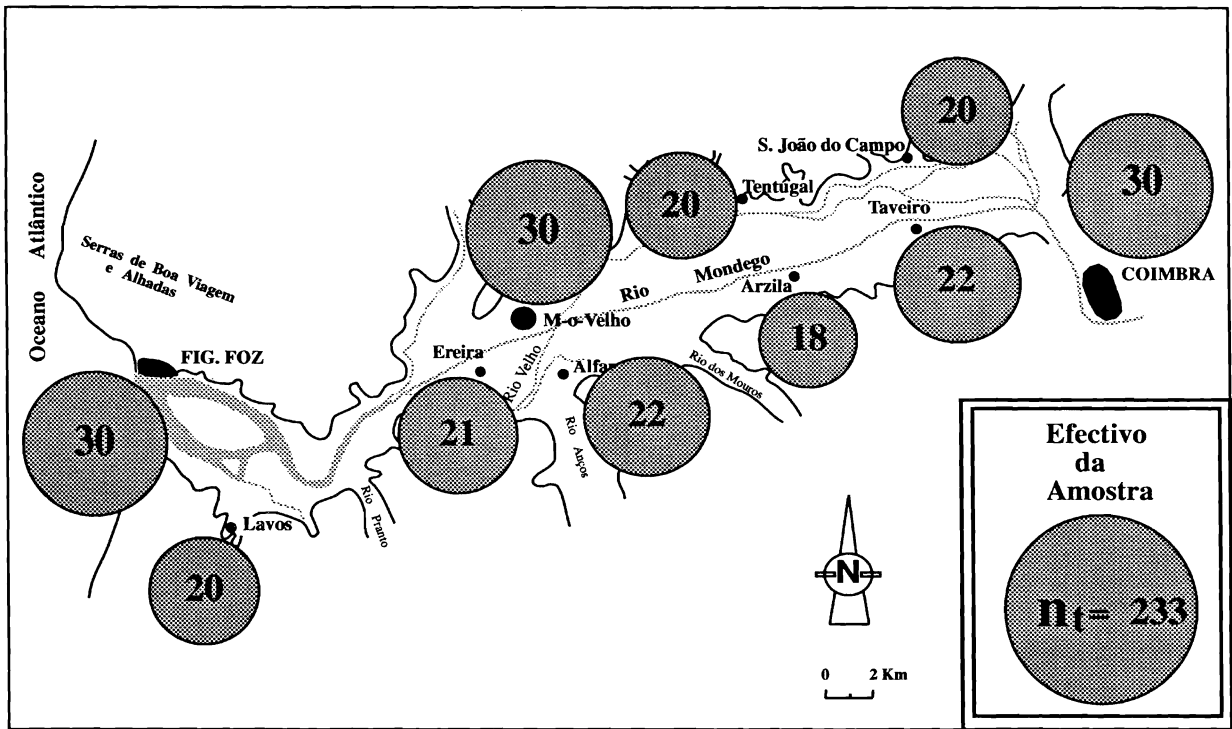 20
S. João do Campo
30
Tentúgal
20
30
Taveiro
Oceano Atlântico
Serras de Boa Viagem
e Alhadas
Rio Mondego
Arzila
22
COIMBRA
M-o-Velho
18
FIG. FOZ
Ereira
Rio Velho
Alfar
Rio dos Mouros
30
21
22
Rio Anços
Rio Pranto
Lavos
20
N
0 2 Km
Efectivo
da
Amostra
nt= 233